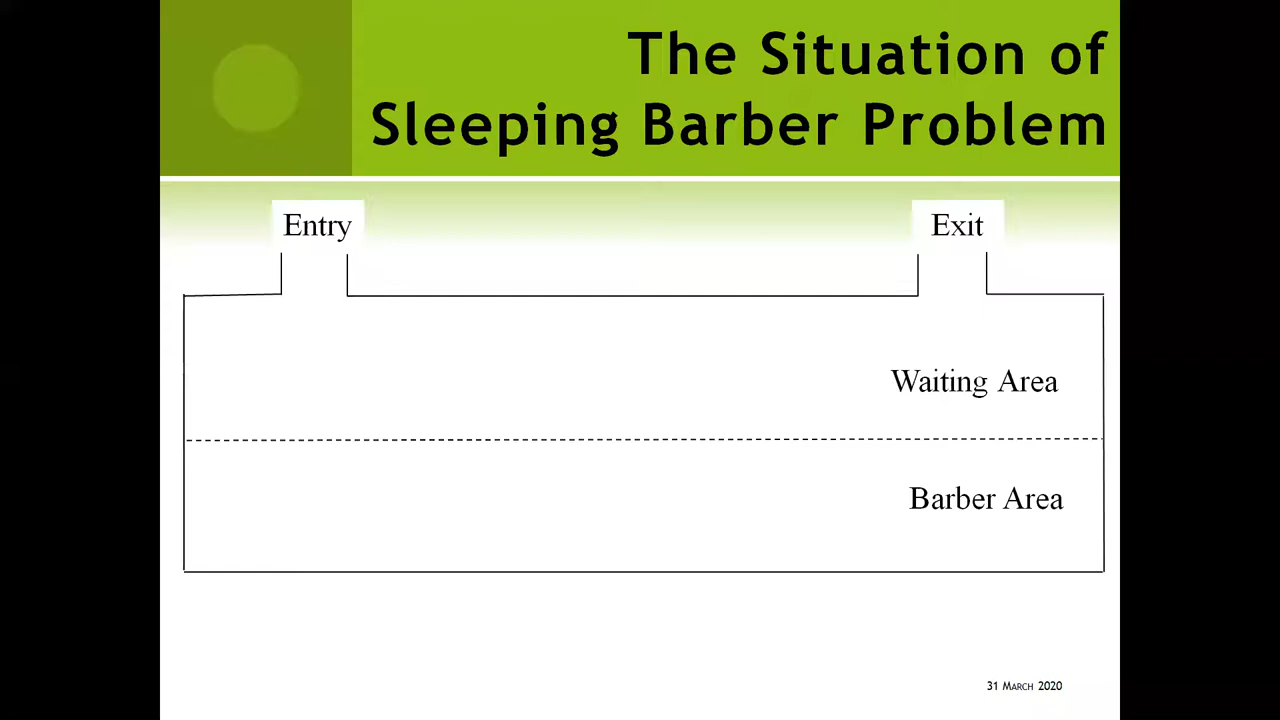 The Situation of
Sleeping Barber Problem
Entry
Exit
Waiting Area
Barber Area
31 March 2020